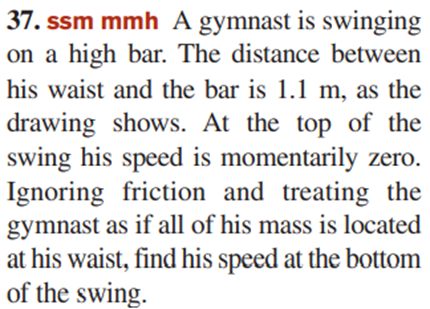 37. ssm mmh A gymnast is swinging
on a high bar. The distance between
his waist and the bar is 1.1 m, as the
drawing shows. At the top of the
swing his speed is momentarily zero.
Ignoring friction and treating the
gymnast as if all of his mass is located
at his waist, find his speed at the bottom
of the swing.